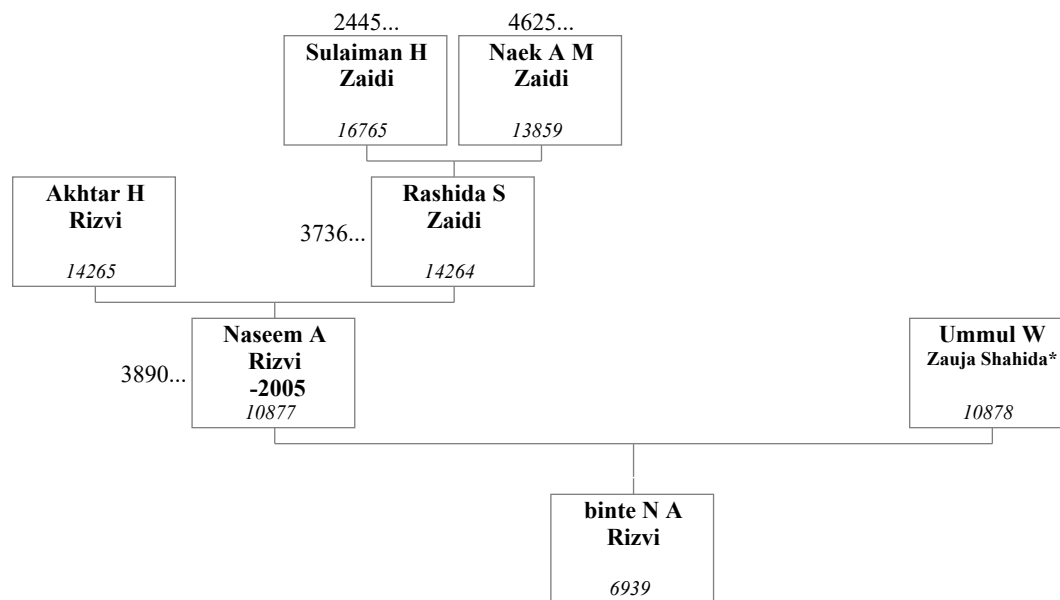 2445...
4625...
Sulaiman H
Zaidi
16765
Naek A M
Zaidi
13859
Akhtar H
Rizvi
14265
3736...
Rashida S
Zaidi
14264
3890...
Naseem A
Rizvi
-2005
10877
Ummul W
Zauja Shahida*
10878
binte N A
Rizvi
6939